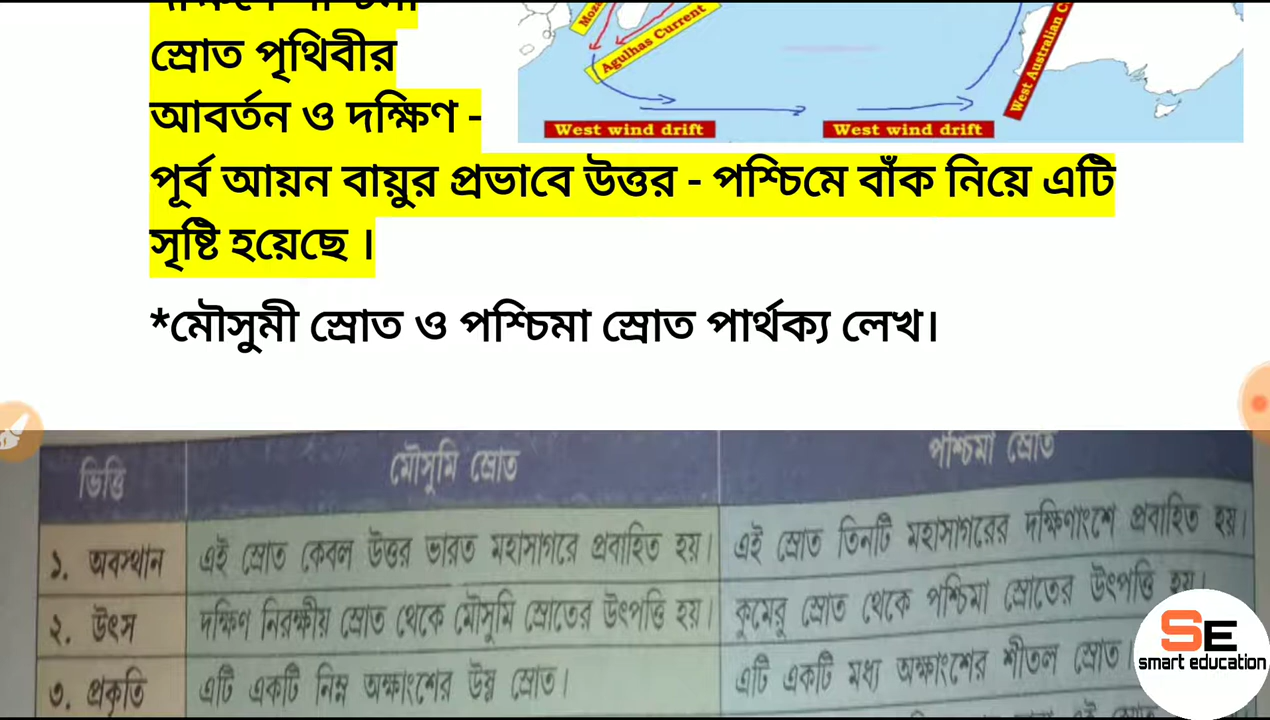 স্রোত পৃথিবীর
আবর্তন ও দক্ষিণ -
পূর্ব আয়ন বায়ুর প্রভাবে উত্তর - পশ্চিমে বাঁক নিয়ে এটি
সৃষ্টি হয়েছে ।
Agulhas Current
West Australian
West wind drift
West wind drift
*মৌসুমী স্রোত ও পশ্চিমা স্রোত পার্থক্য লেখ।
ভিত্তি মৌসুমি স্রোত পশ্চিমা স্রোত
১. অবস্থান এই স্রোত কেবল উত্তর ভারত মহাসাগরে প্রবাহিত হয়। এই স্রোত তিনটি মহাসাগরের দক্ষিণাংশে প্রবাহিত হয়।
২. উৎস দক্ষিণ নিরক্ষীয় স্রোত থেকে মৌসুমি স্রোতের উৎপত্তি হয়। কুমেরু স্রোত থেকে পশ্চিমা স্রোতের উৎপত্তি হয়।
৩. প্রকৃতি এটি একটি নিম্ন অক্ষাংশের উষ্ণ স্রোত। এটি একটি মধ্য অক্ষাংশের শীতল স্রোত
SE
smart education